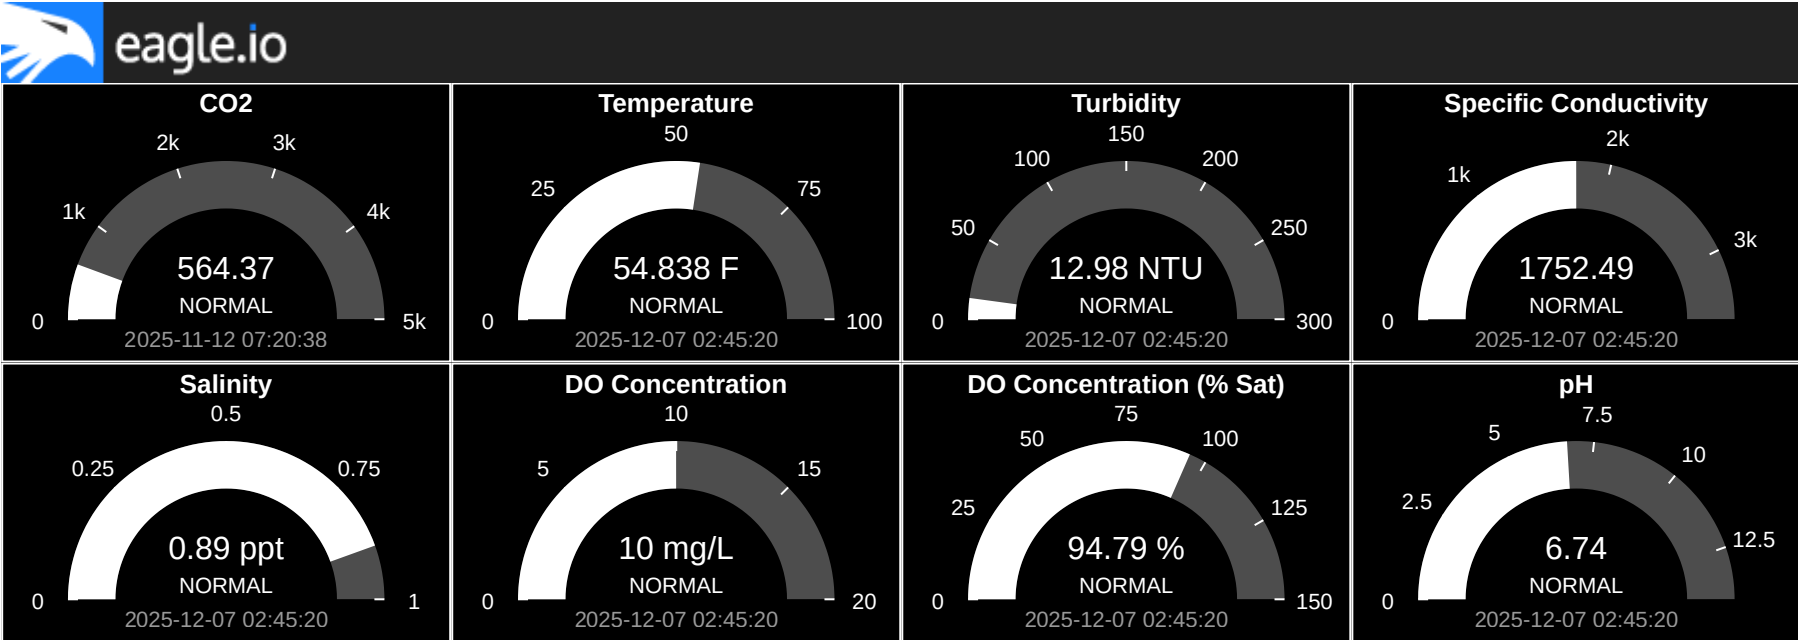 eagle.io
CO2
0
1k
2k
3k
4k
5k
564.37
NORMAL
2025-11-12 07:20:38
Temperature
0
25
50
75
100
54.838 F
NORMAL
2025-12-07 02:45:20
Turbidity
0
50
100
150
200
250
300
12.98 NTU
NORMAL
2025-12-07 02:45:20
Specific Conductivity
0
1k
2k
3k
1752.49
NORMAL
2025-12-07 02:45:20
Salinity
0
0.25
0.5
0.75
1
0.89 ppt
NORMAL
2025-12-07 02:45:20
DO Concentration
0
5
10
15
20
10 mg/L
NORMAL
2025-12-07 02:45:20
DO Concentration (% Sat)
0
25
50
75
100
125
150
94.79 %
NORMAL
2025-12-07 02:45:20
pH
0
2.5
5
7.5
10
12.5
6.74
NORMAL
2025-12-07 02:45:20